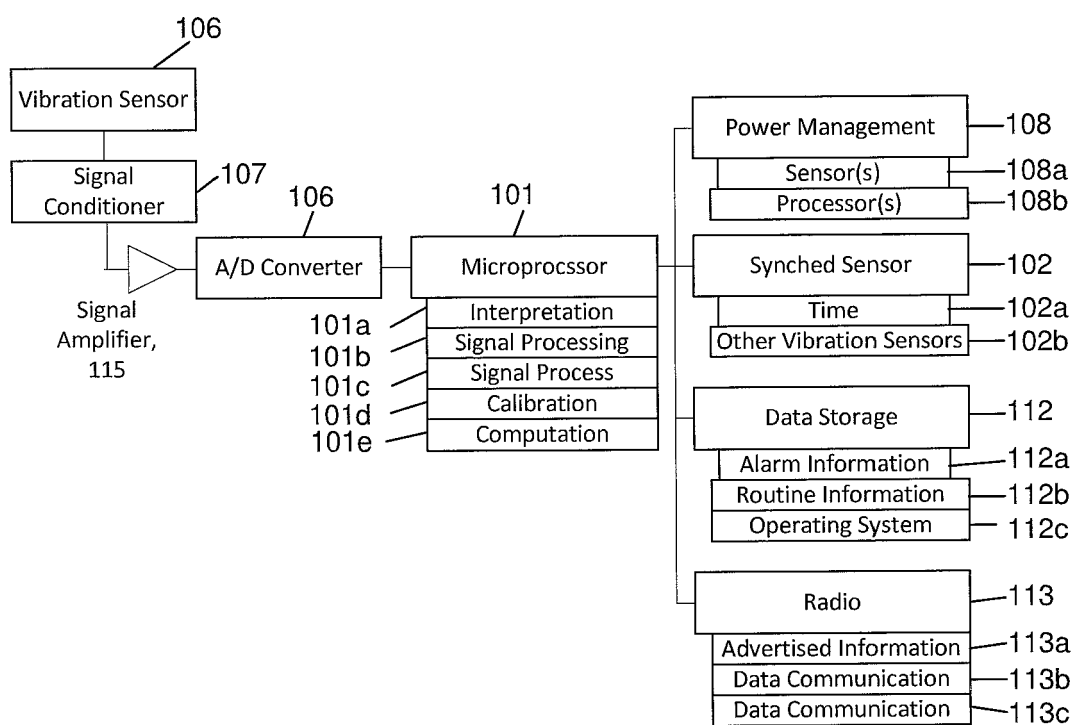 106
Vibration Sensor
Signal
Conditioner
107
Signal
Amplifier,
115
106
A/D Converter
101
Microprocssor
101a
Interpretation
101b
Signal Processing
101c
Signal Process
101d
Calibration
101e
Computation
Power Management
108
Sensor(s)
108a
Processor(s)
108b
Synched Sensor
102
Time
102a
Other Vibration Sensors
102b
Data Storage
112
Alarm Information
112a
Routine Information
112b
Operating System
112c
Radio
113
Advertised Information
113a
Data Communication
113b
Data Communication
113c